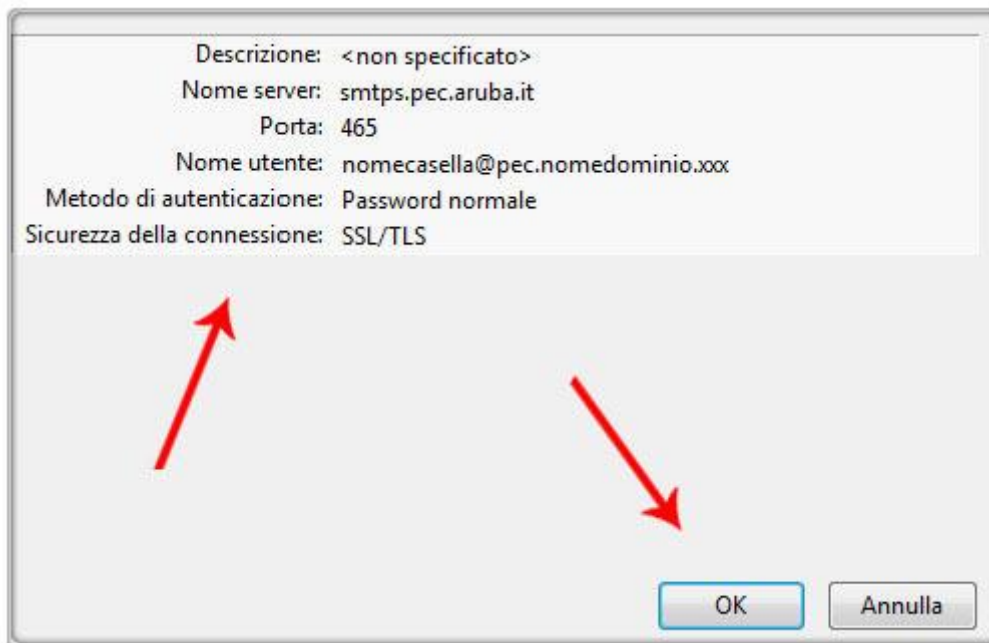 Descrizione: <non specificato>
Nome server: smtps.pec.aruba.it
Porta: 465
Nome utente: nomecasella@pec.nomedominio.xxx
Metodo di autenticazione: Password normale
Sicurezza della connessione: SSL/TLS
OK Annulla